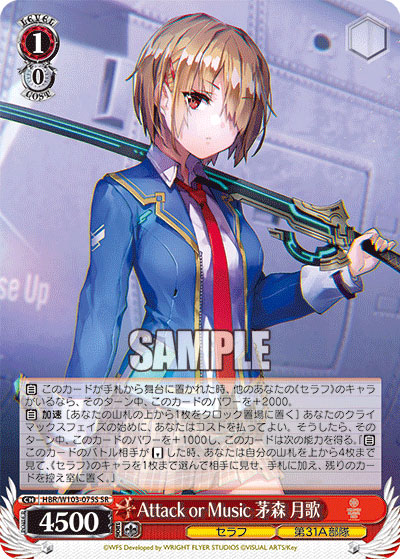 LEVEL
1
0
COST
se Up
SAMPLE
自 このカードが手札から舞台に置かれた時、他のあなたの《セラフ》のキャラ
がいるなら、そのターン中、このカードのパワーを+2000。
自 加速 [あなたの山札の上から1枚をクロック置場に置く] あなたのクライ
マックスフェイズの始めに、あなたはコストを払ってよい。そうしたら、そのター
ン中、このカードのパワーを+1000し、このカードは次の能力を得る。『自
このカードのバトル相手が した時、あなたは自分の山札を上から4枚まで
見て、《セラフ》のキャラを1枚まで選んで相手に見せ、手札に加え、残りのカー
ドを控え室に置く。』
CH HBR/W103-075S SR
4500
Attack or Music 茅森 月歌
セラフ
第31A部隊
©WFS Developed by WRIGHT FLYER STUDIOS ©VISUAL ARTS/Key